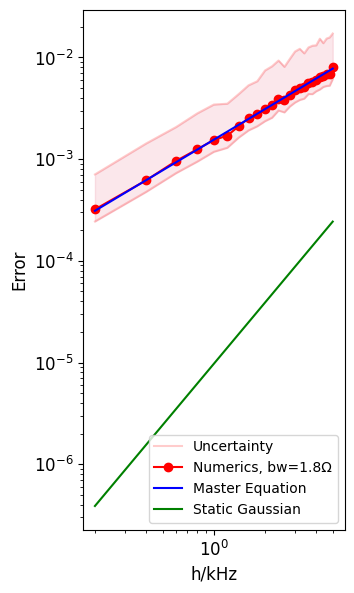 10⁻²
10⁻³
10⁻⁴
10⁻⁵
10⁻⁶
Error
Uncertainty
Numerics, bw=1.8Ω
Master Equation
Static Gaussian
10⁰
h/kHz